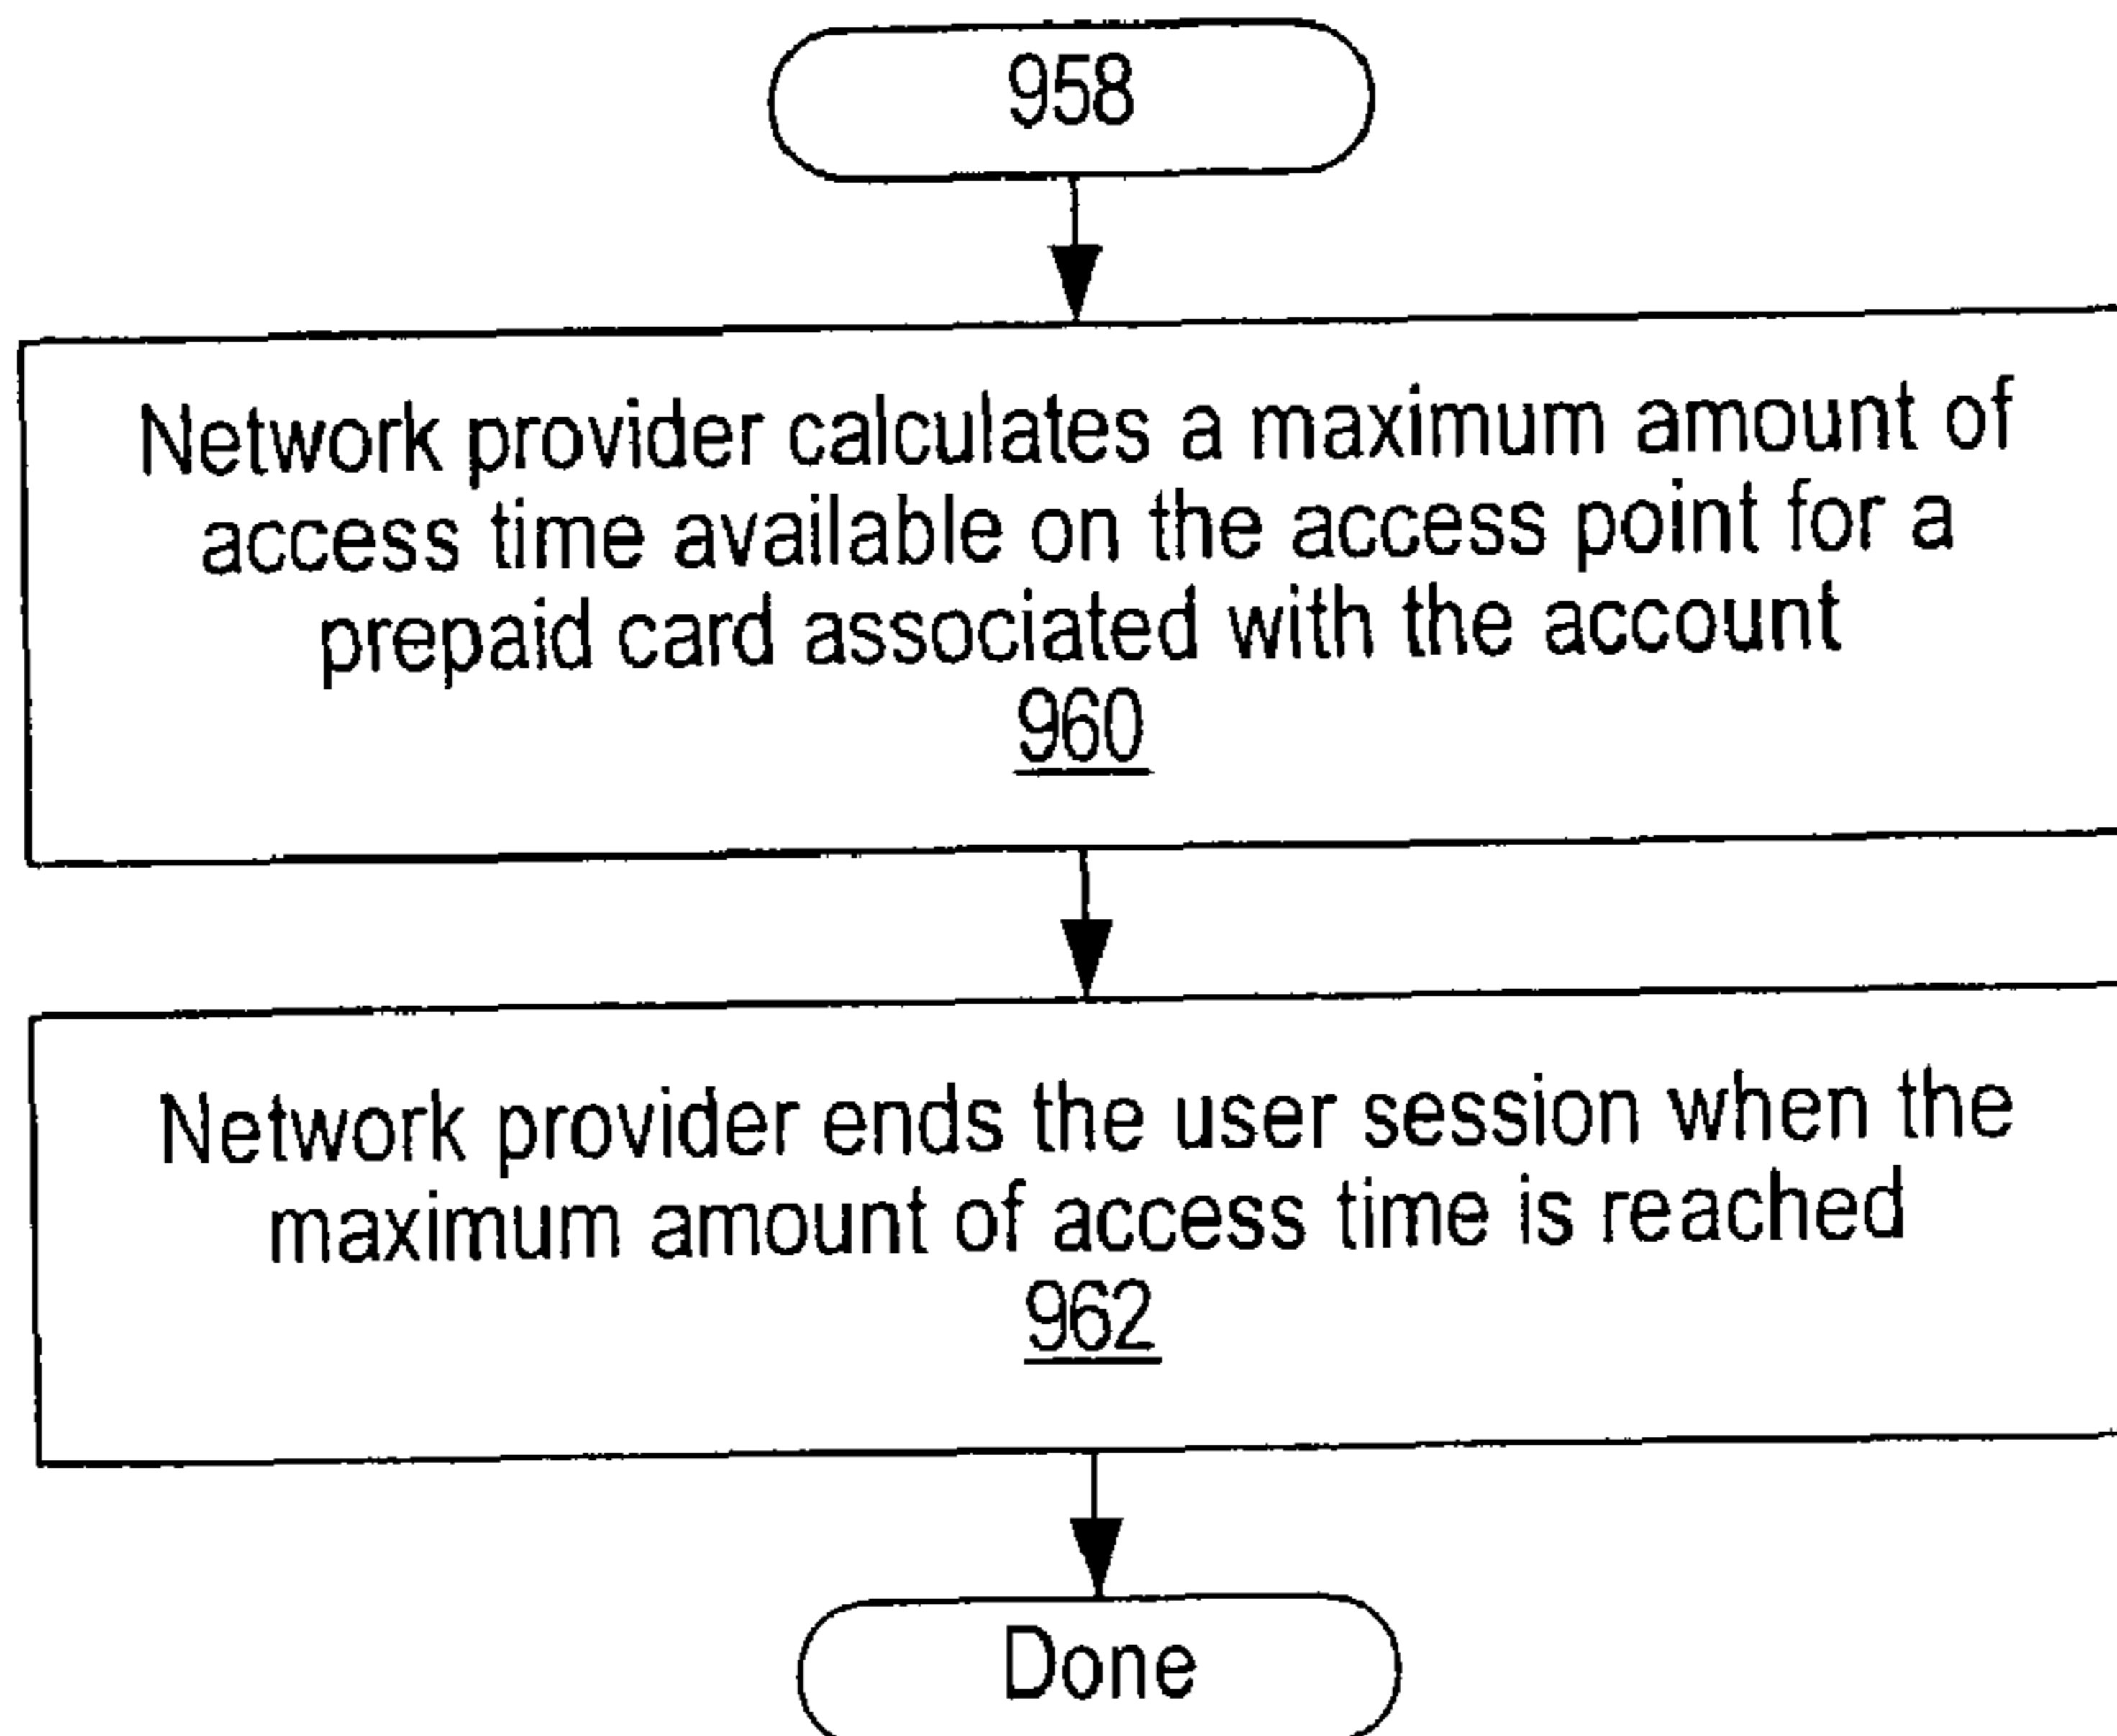 958
Network provider calculates a maximum amount of
access time available on the access point for a
prepaid card associated with the account
960
Network provider ends the user session when the
maximum amount of access time is reached
962
Done